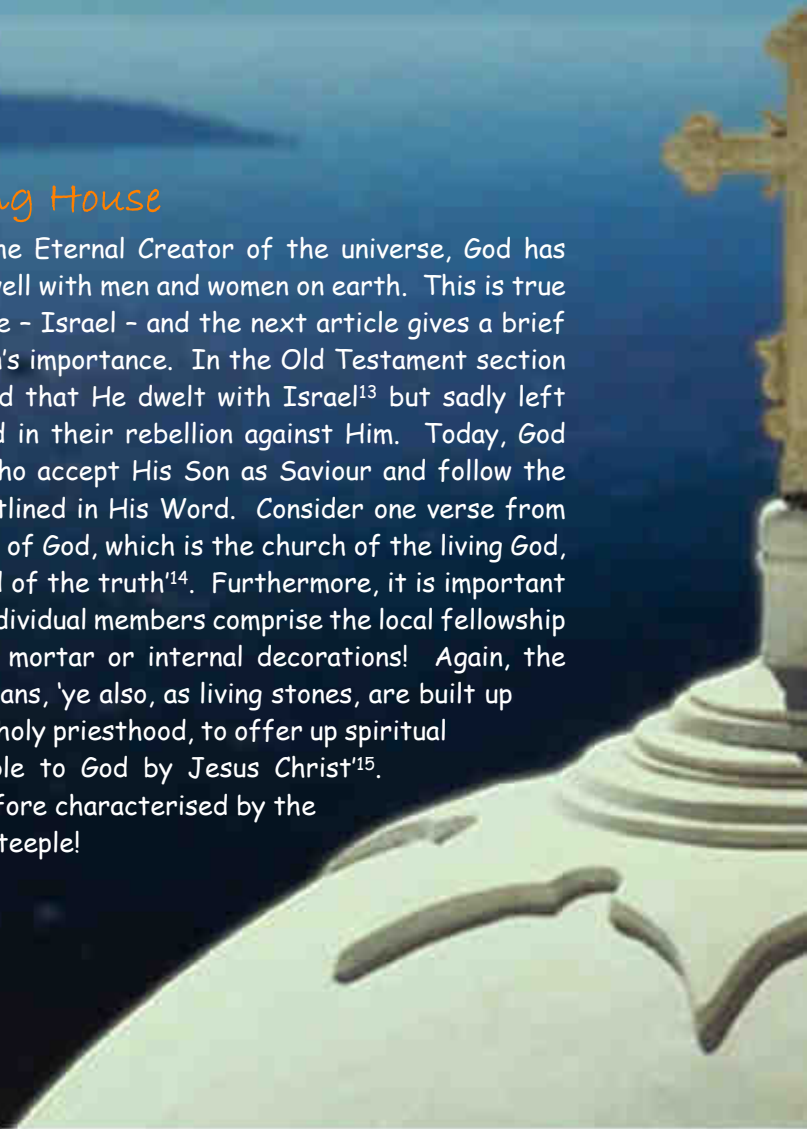 ng House
ne Eternal Creator of the universe, God has
well with men and women on earth.  This is true
e – Israel – and the next article gives a brief
n's importance.  In the Old Testament section
d that He dwelt with Israel¹³ but sadly left
d in their rebellion against Him.  Today, God
ho accept His Son as Saviour and follow the
tlined in His Word.  Consider one verse from
of God, which is the church of the living God,
d of the truth'¹⁴.  Furthermore, it is important
dividual members comprise the local fellowship
mortar or internal decorations!  Again, the
ans, 'ye also, as living stones, are built up
holy priesthood, to offer up spiritual
ole to God by Jesus Christ'¹⁵.
fore characterised by the
teeple!